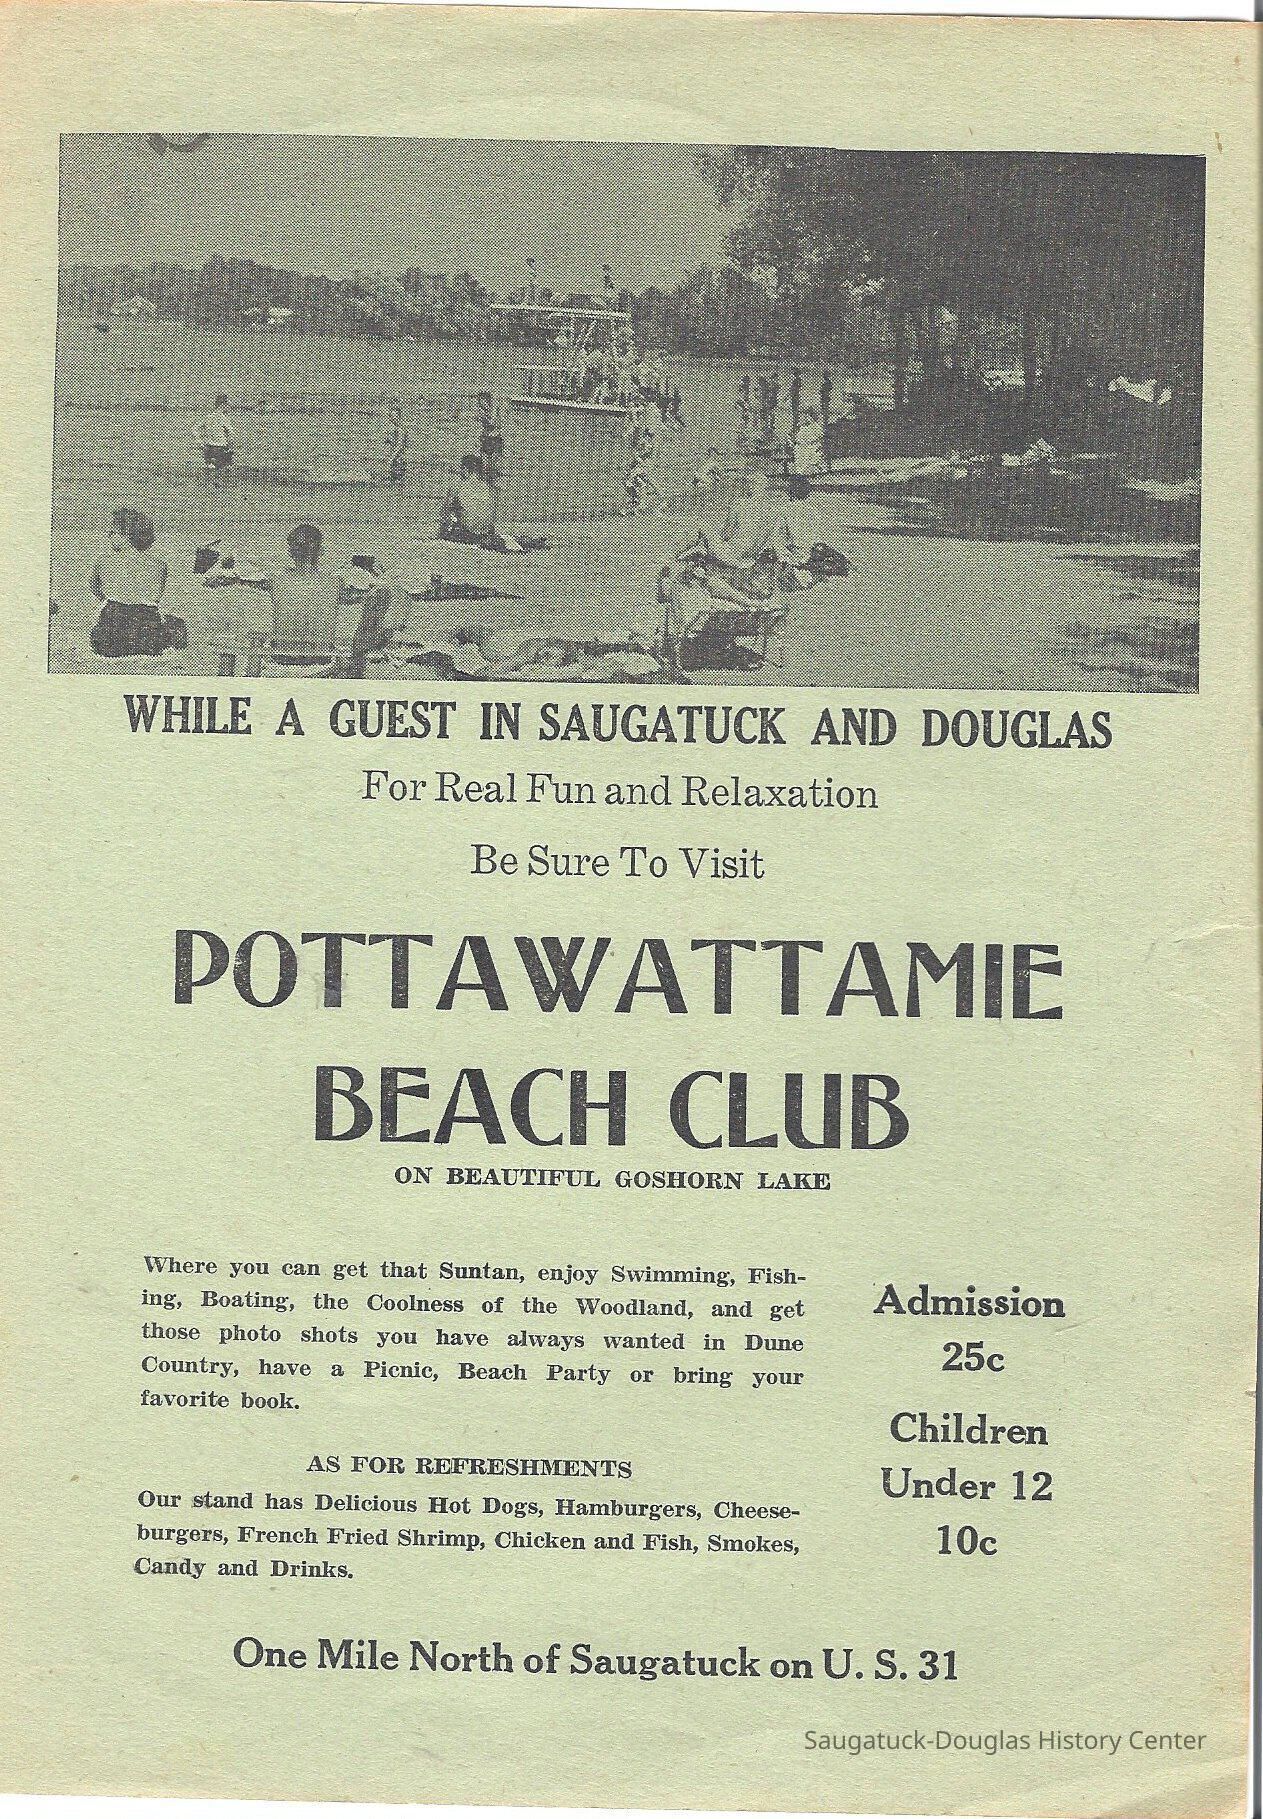 WHILE A GUEST IN SAUGATUCK AND DOUGLAS
For Real Fun and Relaxation
Be Sure To Visit
POTTAWATTAMIE
BEACH CLUB
ON BEAUTIFUL GOSHORN LAKE
Where you can get that Suntan, enjoy Swimming, Fish-
ing, Boating, the Coolness of the Woodland, and get
those photo shots you have always wanted in Dune
Country, have a Picnic, Beach Party or bring your
favorite book.
AS FOR REFRESHMENTS
Our stand has Delicious Hot Dogs, Hamburgers, Cheese-
burgers, French Fried Shrimp, Chicken and Fish, Smokes,
Candy and Drinks.
Admission
25c
Children
Under 12
10c
One Mile North of Saugatuck on U. S. 31
Saugatuck-Douglas History Center